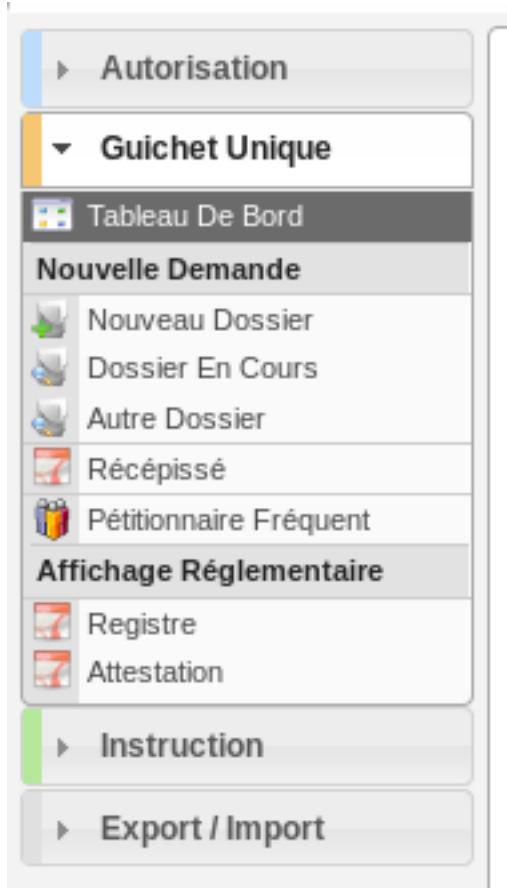 Autorisation
Guichet Unique
Tableau De Bord
Nouvelle Demande
Nouveau Dossier
Dossier En Cours
Autre Dossier
Récépissé
Pétitionnaire Fréquent
Affichage Réglementaire
Registre
Attestation
Instruction
Export / Import